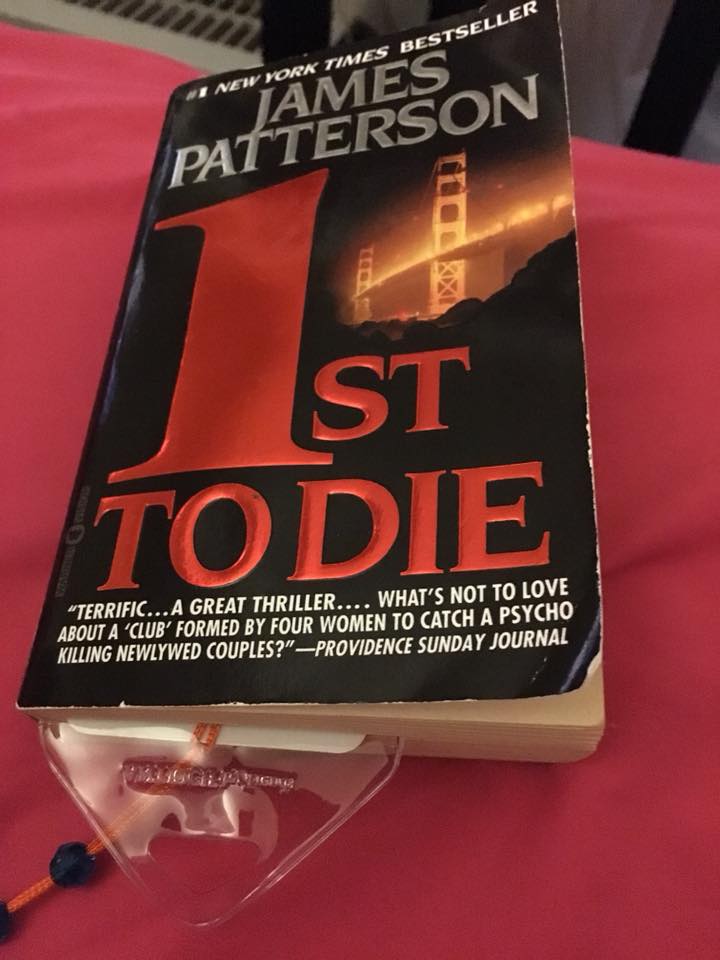 #1 NEW YORK TIMES BESTSELLER
JAMES
PATTERSON
1ST
TO DIE
“TERRIFIC...A GREAT THRILLER.... WHAT'S NOT TO LOVE
ABOUT A ‘CLUB’ FORMED BY FOUR WOMEN TO CATCH A PSYCHO
KILLING NEWLYWED COUPLES?”—PROVIDENCE SUNDAY JOURNAL